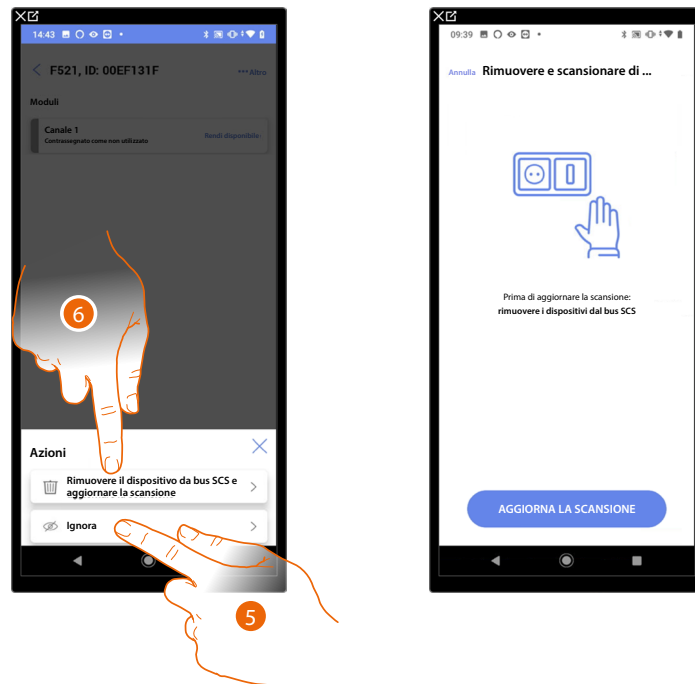 14:43
F521, ID: 00EF131F
••• Altro
Moduli
Canale 1
Contrassegnato come non utilizzato
Rendi disponibile
6
Azioni
Rimuovere il dispositivo da bus SCS e
aggiornare la scansione
Ignora
5
09:39
Annulla Rimuovere e scansionare di ...
Prima di aggiornare la scansione:
rimuovere i dispositivi dal bus SCS
AGGIORNA LA SCANSIONE